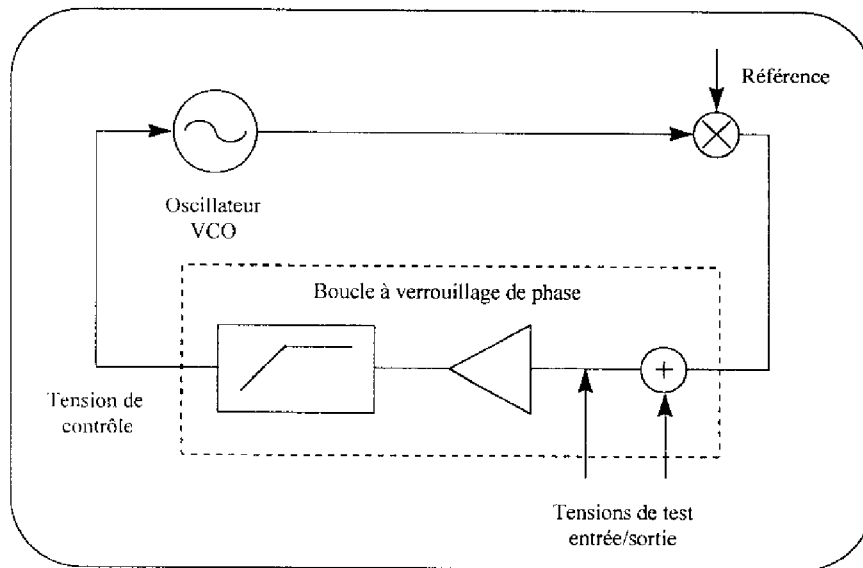 Référence
Oscillateur
VCO
Boucle à verrouillage de phase
Tension de
contrôle
Tensions de test
entrée/sortie